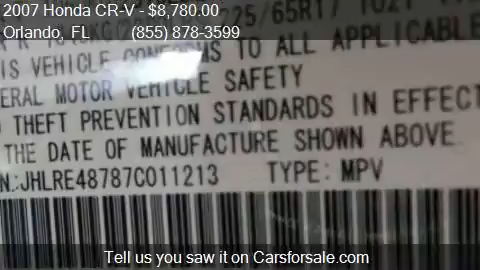 2007 Honda CR-V - $8,780.00
Orlando, FL (855) 878-3599
225/65R17
IS VEHICLE CONFORMS TO ALL APPLICABLE
ERAL MOTOR VEHICLE SAFETY
THEFT PREVENTION STANDARDS IN EFFECT
THE DATE OF MANUFACTURE SHOWN ABOVE.
N.:JHLRE48787C011213 TYPE: MPV
Tell us you saw it on Carsforsale.com